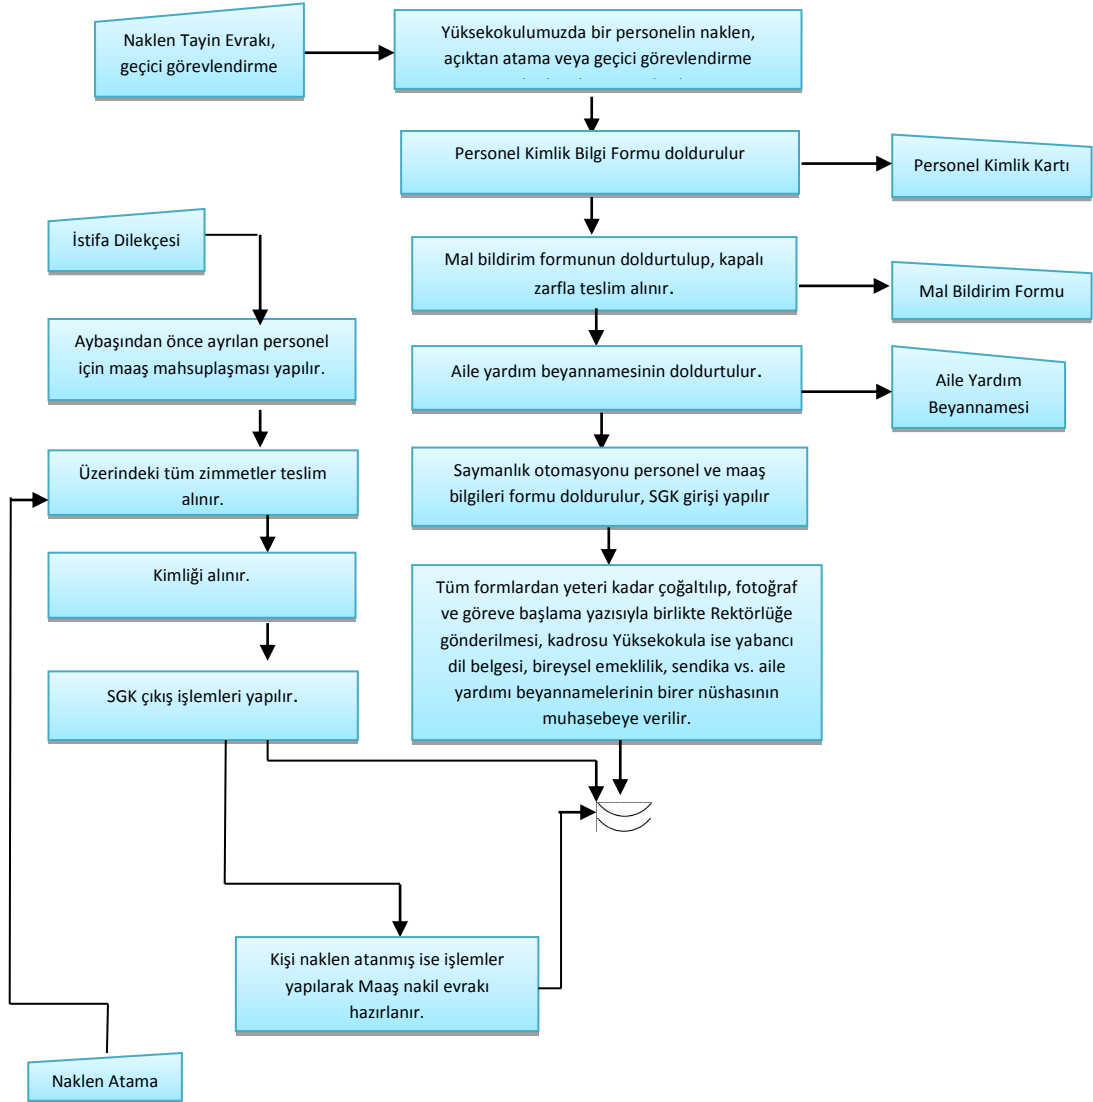 Naklen Tayin Evrakı,
geçici görevlendirme
Yüksekokulumuzda bir personelin naklen,
açıktan atama veya geçici görevlendirme
Personel Kimlik Bilgi Formu doldurulur
Personel Kimlik Kartı
İstifa Dilekçesi
Mal bildirim formunun doldurtulup, kapalı
zarfla teslim alınır.
Mal Bildirim Formu
Aybaşından önce ayrılan personel
için maaş mahsuplaşması yapılır.
Aile yardım beyannamesinin doldurtulur.
Aile Yardım
Beyannamesi
Üzerindeki tüm zimmetler teslim
alınır.
Saymanlık otomasyonu personel ve maaş
bilgileri formu doldurulur, SGK girişi yapılır
Kimliği alınır.
Tüm formlardan yeteri kadar çoğaltılıp, fotoğraf
ve göreve başlama yazısıyla birlikte Rektörlüğe
gönderilmesi, kadrosu Yüksekokula ise yabancı
dil belgesi, bireysel emeklilik, sendika vs. aile
yardımı beyannamelerinin birer nüshasının
muhasebeye verilir.
SGK çıkış işlemleri yapılır.
Kişi naklen atanmış ise işlemler
yapılarak Maaş nakil evrakı
hazırlanır.
Naklen Atama